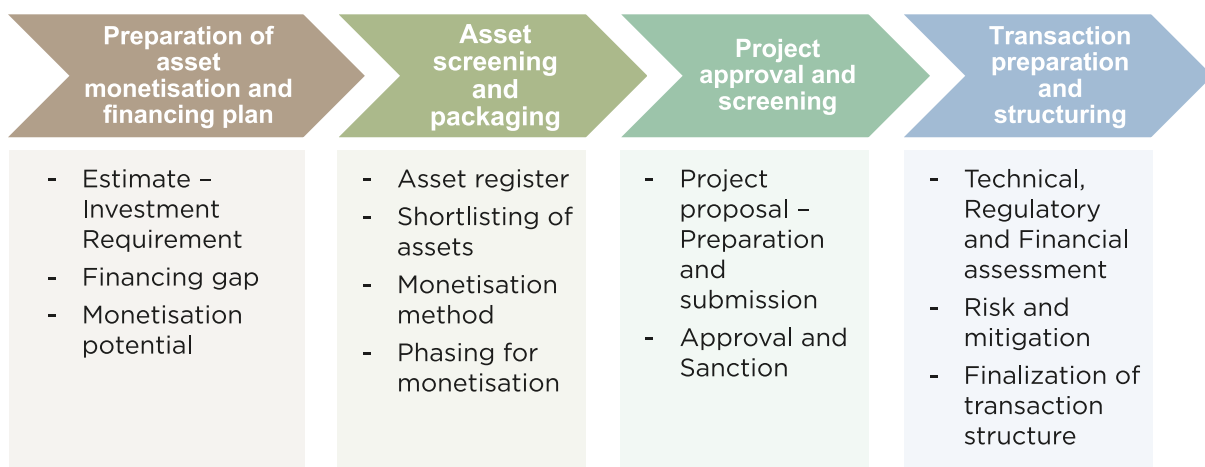 Preparation of
asset
monetisation and
financing plan
Asset
screening
and
packaging
Project
approval and
screening
Transaction
preparation
and
structuring
- Estimate –
Investment
Requirement
- Financing gap
- Monetisation
potential
- Asset register
- Shortlisting of
assets
- Monetisation
method
- Phasing for
monetisation
- Project
proposal –
Preparation
and
submission
- Approval and
Sanction
- Technical,
Regulatory
and Financial
assessment
- Risk and
mitigation
- Finalization of
transaction
structure